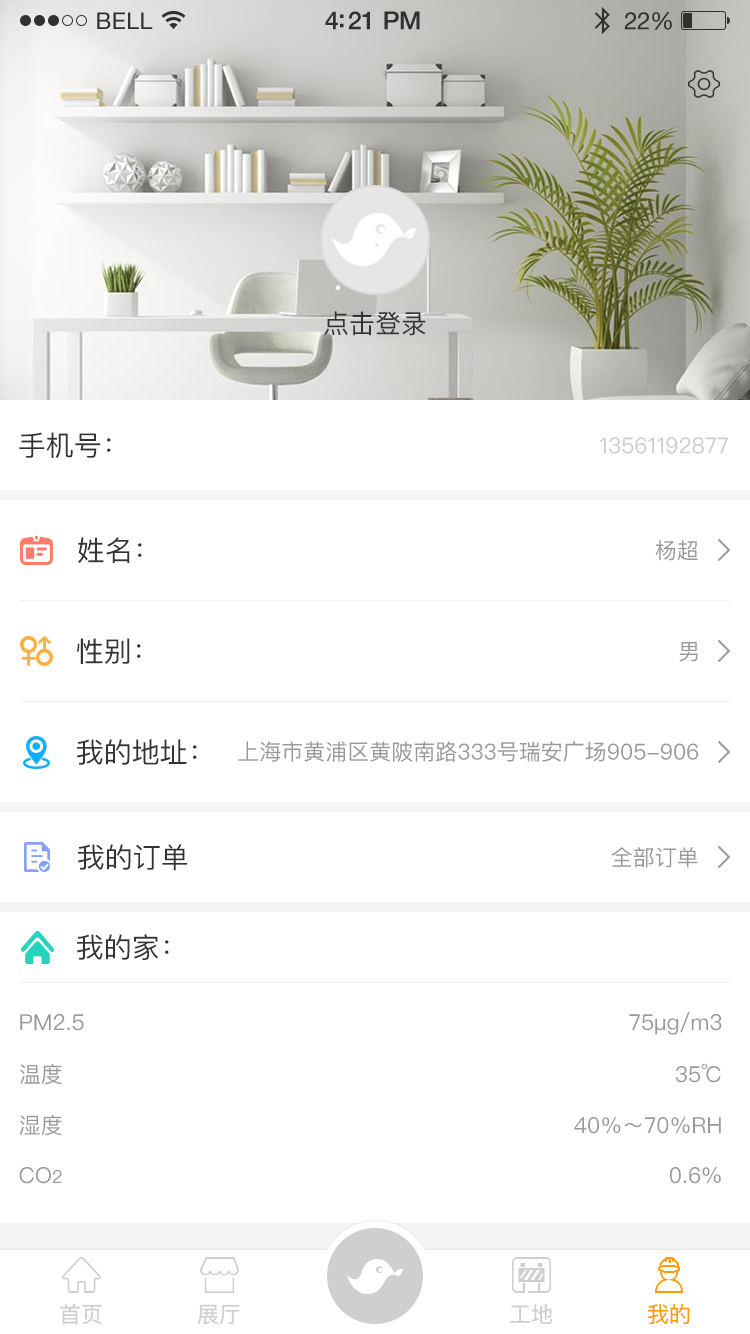 BELL 4:21 PM 22%
点击登录
手机号: 13561192877
姓名: 杨超
性别: 男
我的地址: 上海市黄浦区黄陂南路333号瑞安广场905-906
我的订单 全部订单
我的家:
PM2.5 75μg/m3
温度 35℃
湿度 40%~70%RH
CO2 0.6%
首页 展厅 工地 我的